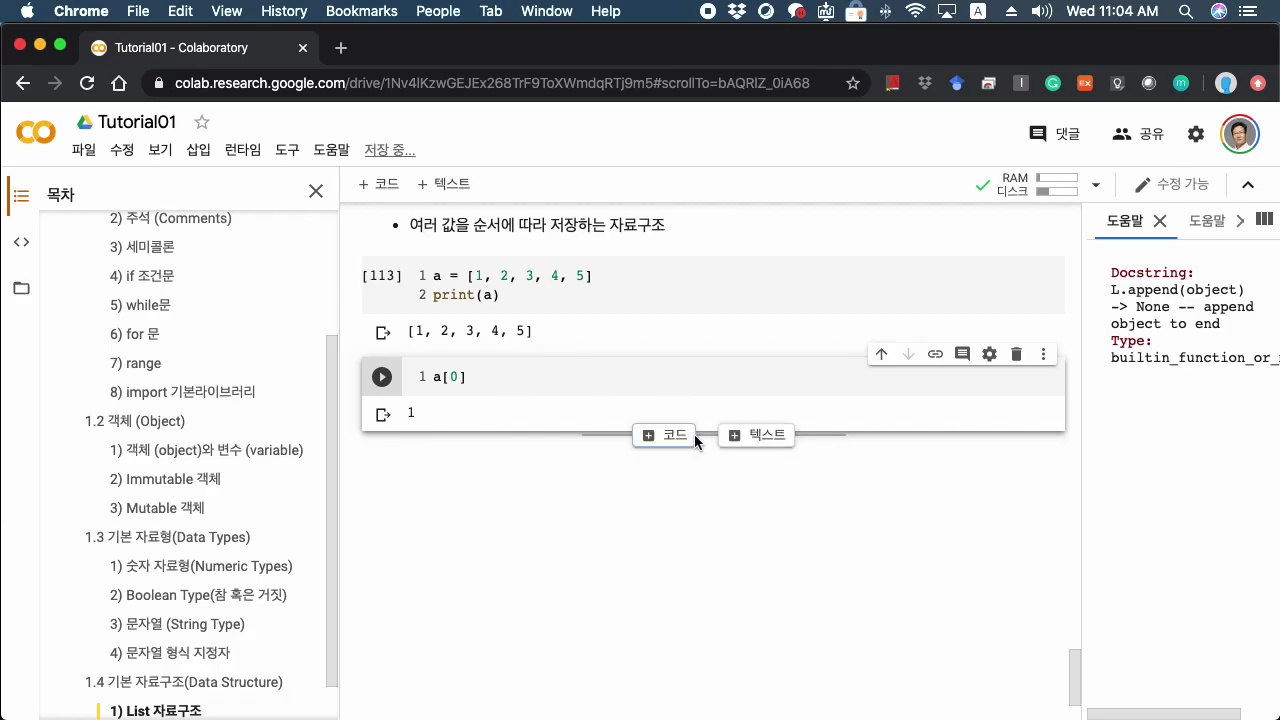 Chrome File Edit View History Bookmarks People Tab Window Help A Wed 11:04 AM
Tutorial01 - Colaboratory
colab.research.google.com/drive/1Nv4lKzwGEJEx268TrF9ToXWmdqRTj9m5#scrollTo=bAQRlZ_0iA68
Tutorial01
댓글 공유
파일 수정 보기 삽입 런타임 도구 도움말 저장 중...
+ 코드 + 텍스트
RAM
디스크
수정 가능
목차
2) 주석 (Comments)
3) 세미콜론
4) if 조건문
5) while문
6) for 문
7) range
8) import 기본라이브러리
1.2 객체 (Object)
1) 객체 (object)와 변수 (variable)
2) Immutable 객체
3) Mutable 객체
1.3 기본 자료형(Data Types)
1) 숫자 자료형(Numeric Types)
2) Boolean Type(참 혹은 거짓)
3) 문자열 (String Type)
4) 문자열 형식 지정자
1.4 기본 자료구조(Data Structure)
1) List 자료구조
• 여러 값을 순서에 따라 저장하는 자료구조
[113] 1 a = [1, 2, 3, 4, 5]
2 print(a)
[1, 2, 3, 4, 5]
1 a[0]
1
코드 텍스트
도움말 도움말
Docstring:
L.append(object)
-> None -- append
object to end
Type:
builtin_function_or_